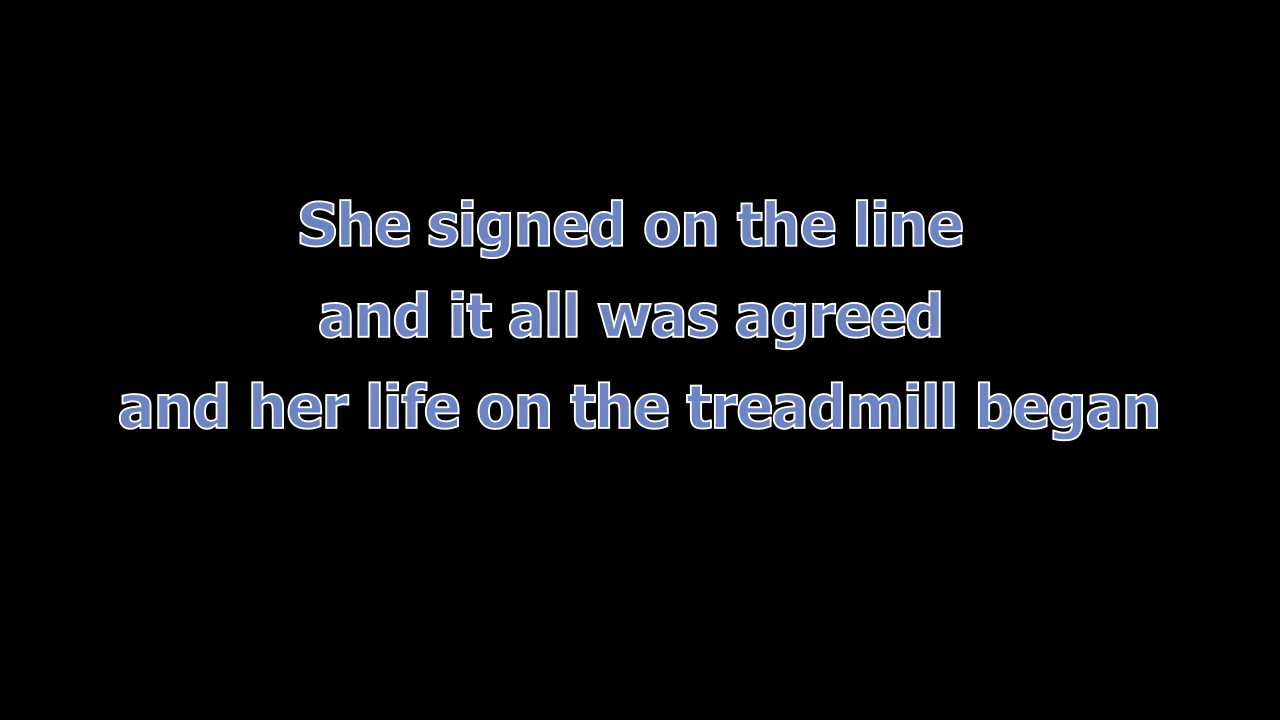 She signed on the line
and it all was agreed
and her life on the treadmill began